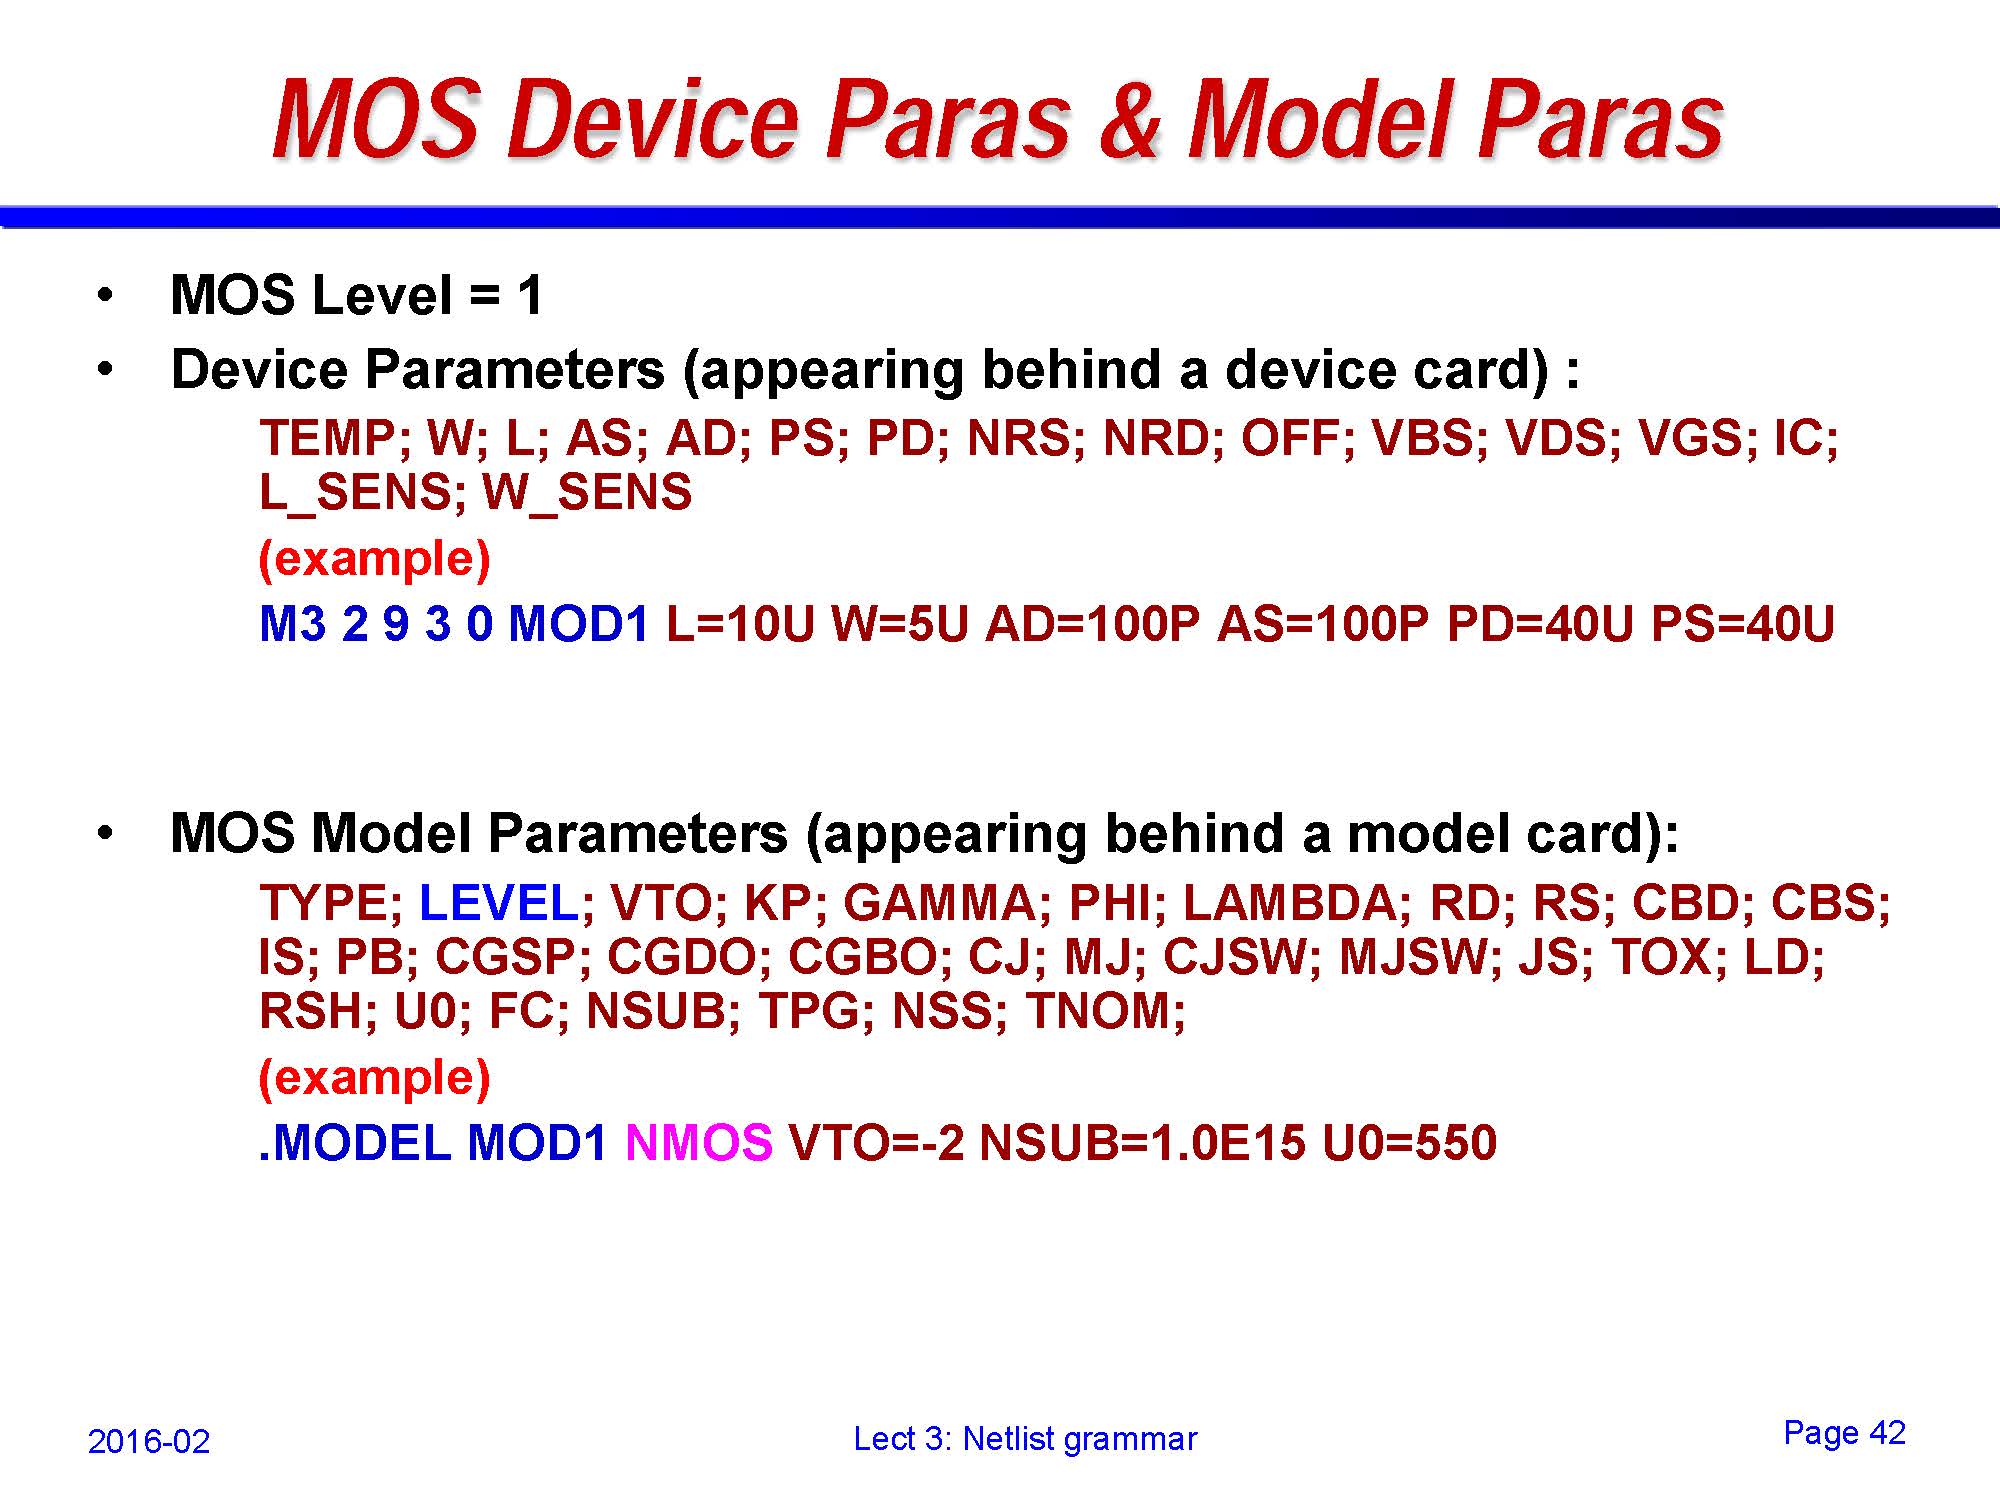 MOS Device Paras & Model Paras
• MOS Level = 1
• Device Parameters (appearing behind a device card) :
TEMP; W; L; AS; AD; PS; PD; NRS; NRD; OFF; VBS; VDS; VGS; IC;
L_SENS; W_SENS
(example)
M3 2 9 3 0 MOD1 L=10U W=5U AD=100P AS=100P PD=40U PS=40U
• MOS Model Parameters (appearing behind a model card):
TYPE; LEVEL; VTO; KP; GAMMA; PHI; LAMBDA; RD; RS; CBD; CBS;
IS; PB; CGSP; CGDO; CGBO; CJ; MJ; CJSW; MJSW; JS; TOX; LD;
RSH; U0; FC; NSUB; TPG; NSS; TNOM;
(example)
.MODEL MOD1 NMOS VTO=-2 NSUB=1.0E15 U0=550
2016-02
Lect 3: Netlist grammar
Page 42